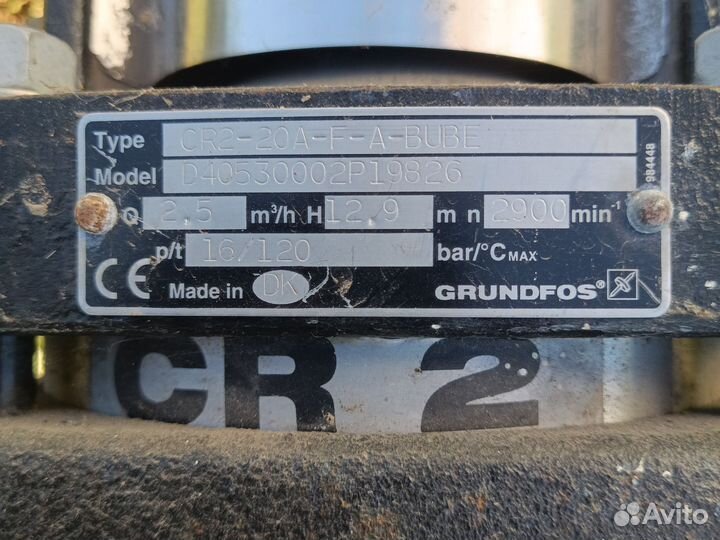 Type CR2-20A-F-A-BUBE
Model D40530002P19826
Q 2,5 m³/h H 12,9 m n 2900 min⁻¹
p/t 16/120 bar/°C MAX
CE Made in DK GRUNDFOS®
984448
CR 2
Avito